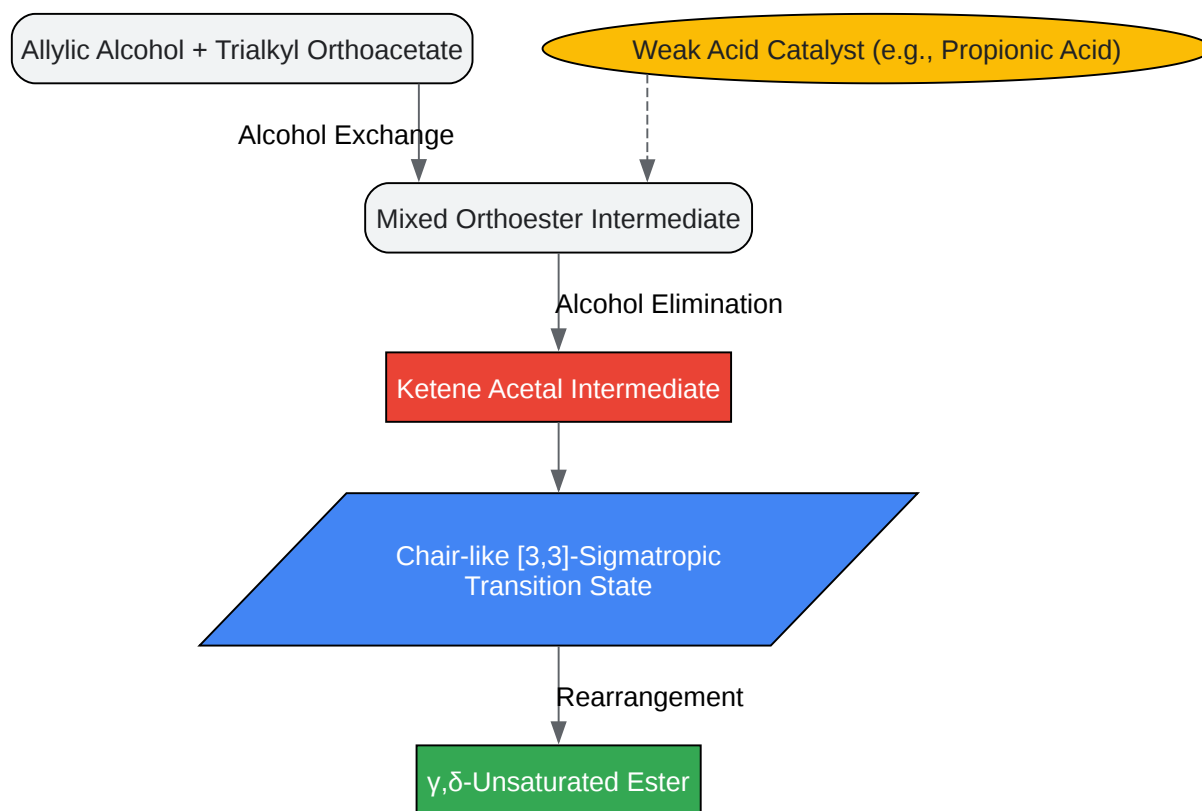 Allylic Alcohol + Trialkyl Orthoacetate
Weak Acid Catalyst (e.g., Propionic Acid)
Alcohol Exchange
Mixed Orthoester Intermediate
Alcohol Elimination
Ketene Acetal Intermediate
Chair-like [3,3]-Sigmatropic
Transition State
Rearrangement
γ,δ-Unsaturated Ester